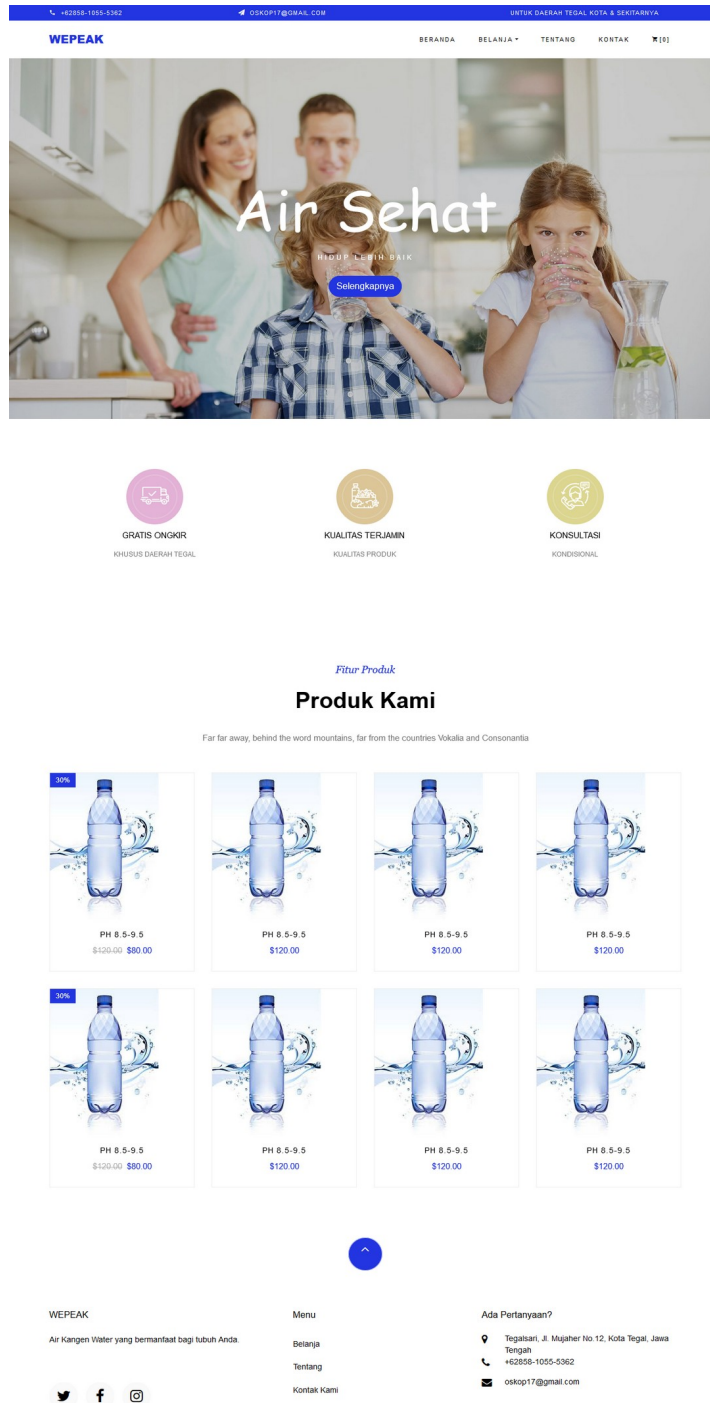 +62858-1055-5362
OSKOP17@GMAIL.COM
UNTUK DAERAH TEGAL KOTA & SEKITARNYA
WEPEAK
BERANDA
BELANJA
TENTANG
KONTAK
[0]
Air Sehat
HIDUP LEBIH BAIK
Selengkapnya
GRATIS ONGKIR
KHUSUS DAERAH TEGAL
KUALITAS TERJAMIN
KUALITAS PRODUK
KONSULTASI
KONDISIONAL
Fitur Produk
Produk Kami
Far far away, behind the word mountains, far from the countries Vokalia and Consonantia
30%
PH 8.5-9.5
$120.00 $80.00
PH 8.5-9.5
$120.00
PH 8.5-9.5
$120.00
PH 8.5-9.5
$120.00
30%
PH 8.5-9.5
$120.00 $80.00
PH 8.5-9.5
$120.00
PH 8.5-9.5
$120.00
PH 8.5-9.5
$120.00
WEPEAK
Air Kangen Water yang bermanfaat bagi tubuh Anda.
Menu
Belanja
Tentang
Kontak Kami
Ada Pertanyaan?
Tegalsari, Jl. Mujaher No.12, Kota Tegal, Jawa
Tengah
+62858-1055-5362
oskop17@gmail.com